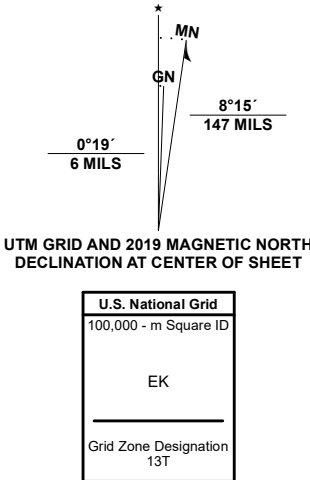 ★
MN
GN
8°15´
147 MILS
0°19´
6 MILS
UTM GRID AND 2019 MAGNETIC NORTH
DECLINATION AT CENTER OF SHEET
U.S. National Grid
100,000 - m Square ID
EK
Grid Zone Designation
13T